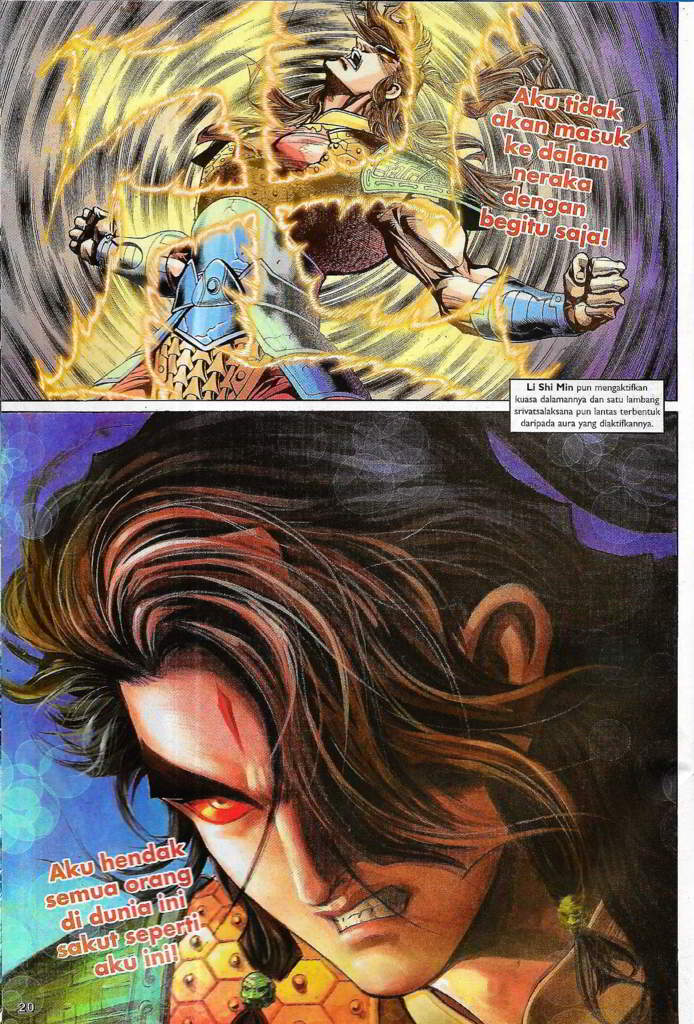 Aku tidak
akan masuk
ke dalam
neraka
dengan
begitu saja!
Li Shi Min pun mengaktifkan
kuasa dalamannya dan satu lambang
srivatsalaksana pun lantas terbentuk
daripada aura yang diaktifkannya.
Aku hendak
semua orang
di dunia ini
sakut seperti
aku ini!
20